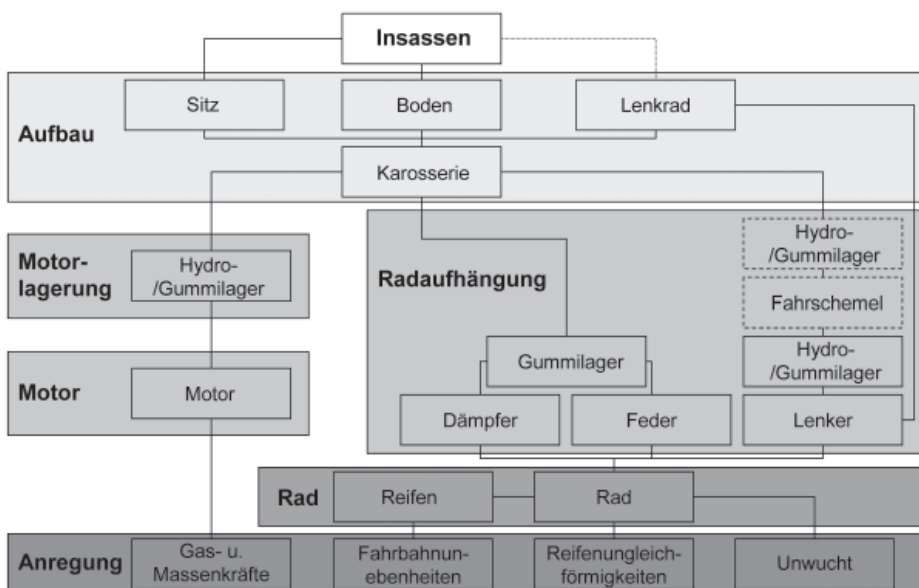 Insassen
Sitz
Boden
Lenkrad
Aufbau
Karosserie
Motor-
lagerung
Hydro-
/Gummilager
Radaufhängung
Hydro-
/Gummilager
Fahrschemel
Gummilager
Hydro-
/Gummilager
Motor
Motor
Dämpfer
Feder
Lenker
Rad
Reifen
Rad
Anregung
Gas- u.
Massenkräfte
Fahrbahnun-
ebenheiten
Reifenungleich-
förmigkeiten
Unwucht